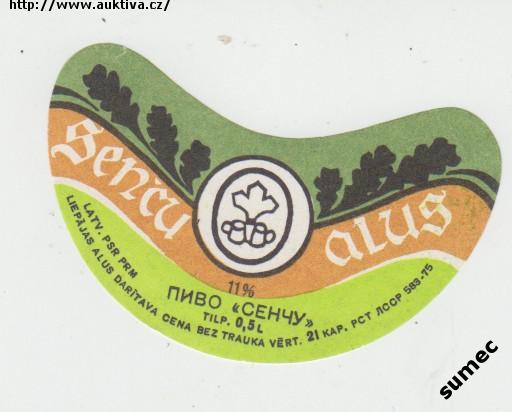 http://www.auktiva.cz/
Senču alus
11%
ПИВО «СЕНЧУ»
TILP. 0,5 L
LATV. PSR PRM
LIEPĀJAS ALUS DARĪTAVA CENA BEZ TRAUKA VĒRT. 21 KAP. РСТ ЛССР 583-75
sumec